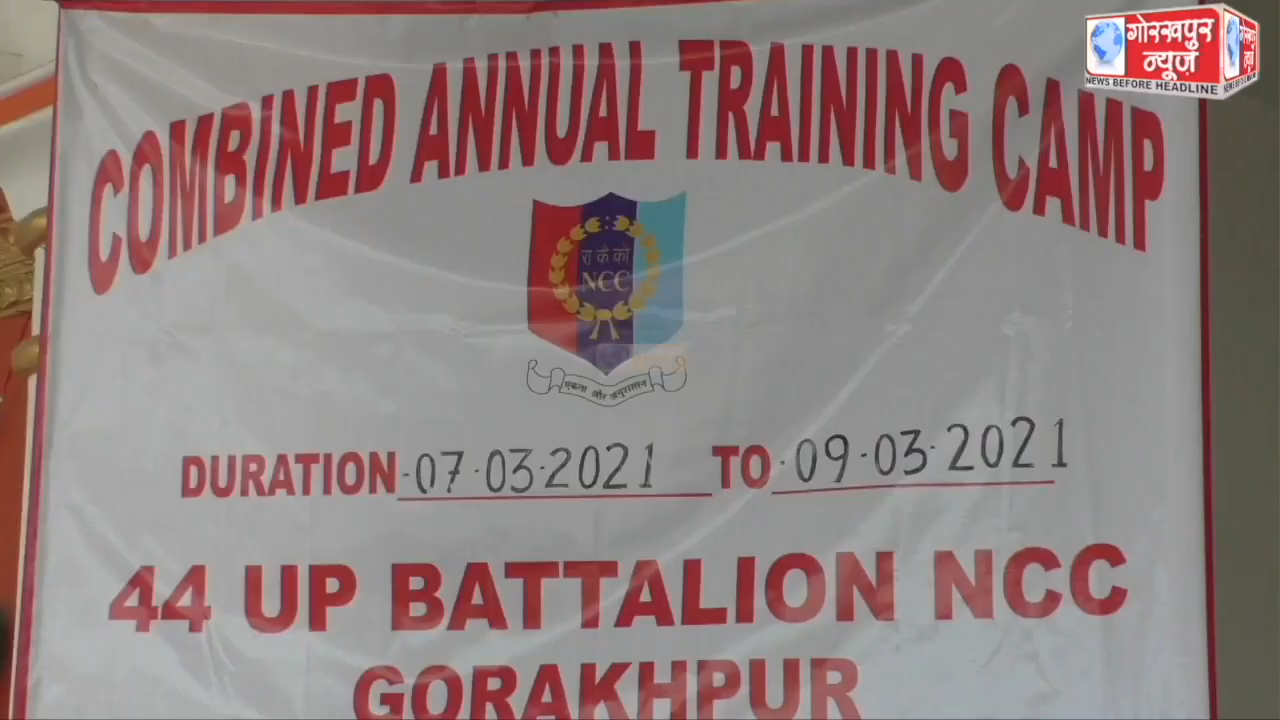 गोरखपुर
न्यूज़
NEWS BEFORE HEADLINE
COMBINED ANNUAL TRAINING CAMP
रा कै को
NCC
एकता और अनुशासन
DURATION 07-03-2021 TO 09-03-2021
44 UP BATTALION NCC
GORAKHPUR